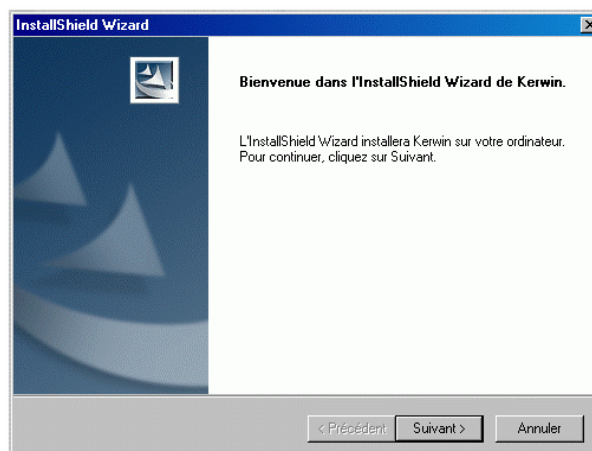 InstallShield Wizard
Bienvenue dans l'InstallShield Wizard de Kerwin.
L'InstallShield Wizard installera Kerwin sur votre ordinateur.
Pour continuer, cliquez sur Suivant.
< Précédent
Suivant >
Annuler